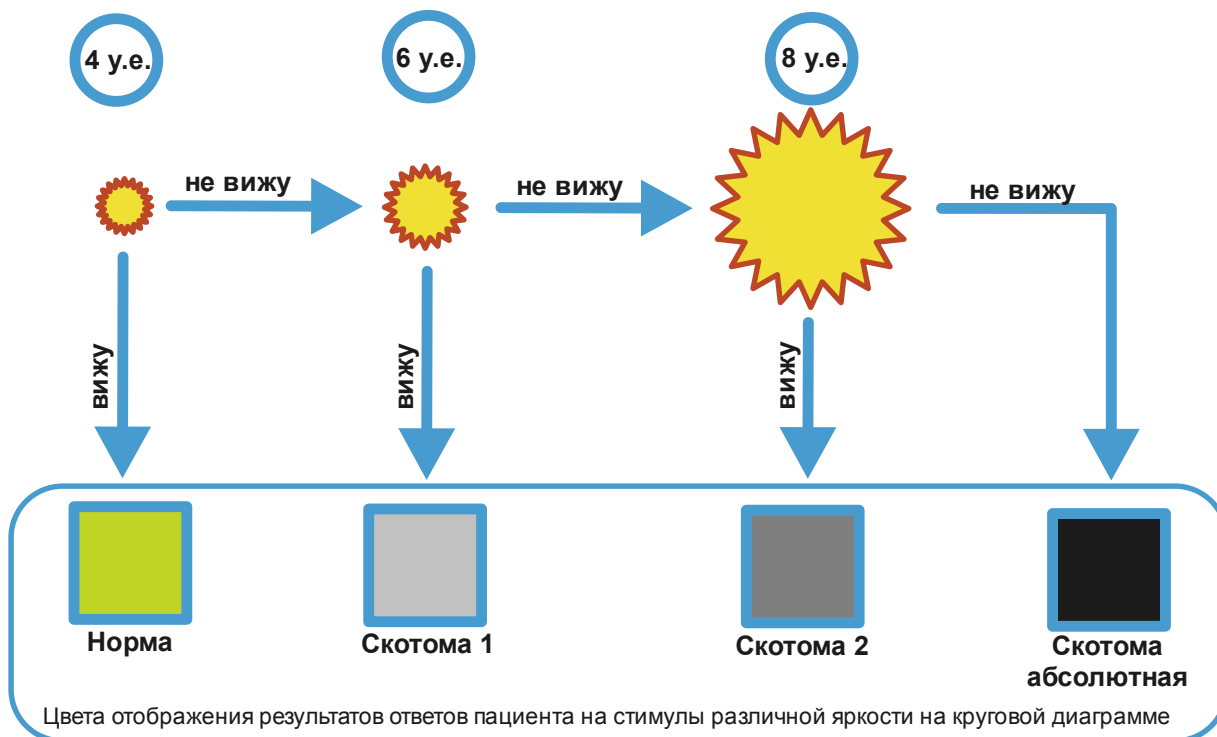 4 у.е.
6 у.е.
8 у.е.
не вижу
не вижу
не вижу
вижу
вижу
вижу
Норма
Скотома 1
Скотома 2
Скотома
абсолютная
Цвета отображения результатов ответов пациента на стимулы различной яркости на круговой диаграмме